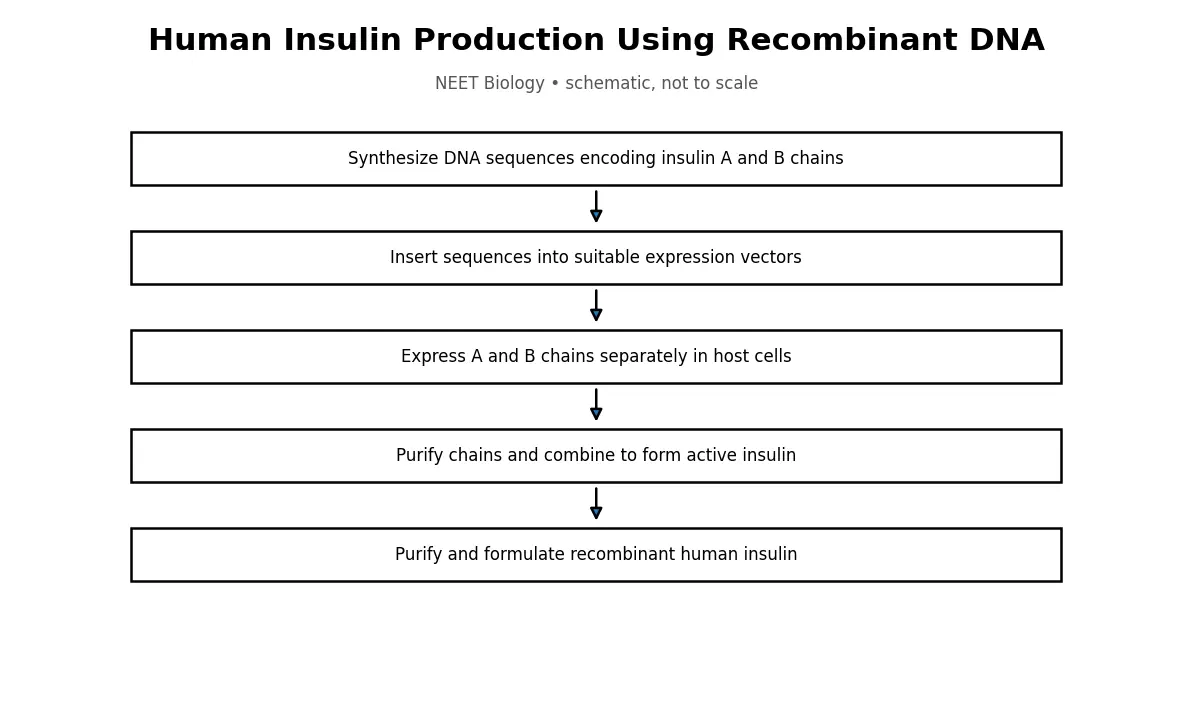 Human Insulin Production Using Recombinant DNA
NEET Biology • schematic, not to scale
Synthesize DNA sequences encoding insulin A and B chains
Insert sequences into suitable expression vectors
Express A and B chains separately in host cells
Purify chains and combine to form active insulin
Purify and formulate recombinant human insulin